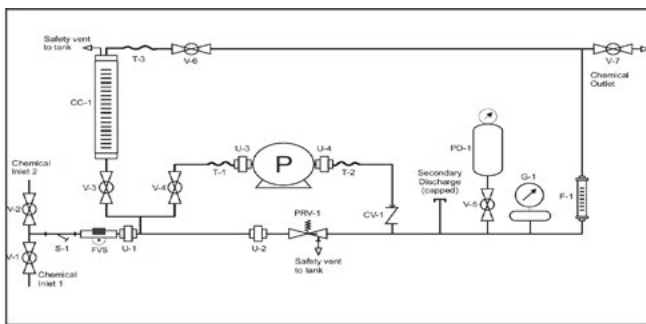 Safety vent
to tank
T-3
V-6
V-7
Chemical
Outlet
CC-1
U-3
U-4
P
PD-1
Chemical
Inlet 2
V-3
V-4
T-1
T-2
Secondary
Discharge
(capped)
G-1
F-1
V-2
PRV-1
CV-1
V-5
S-1
FVS
U-1
U-2
V-1
Safety vent
to tank
Chemical
Inlet 1